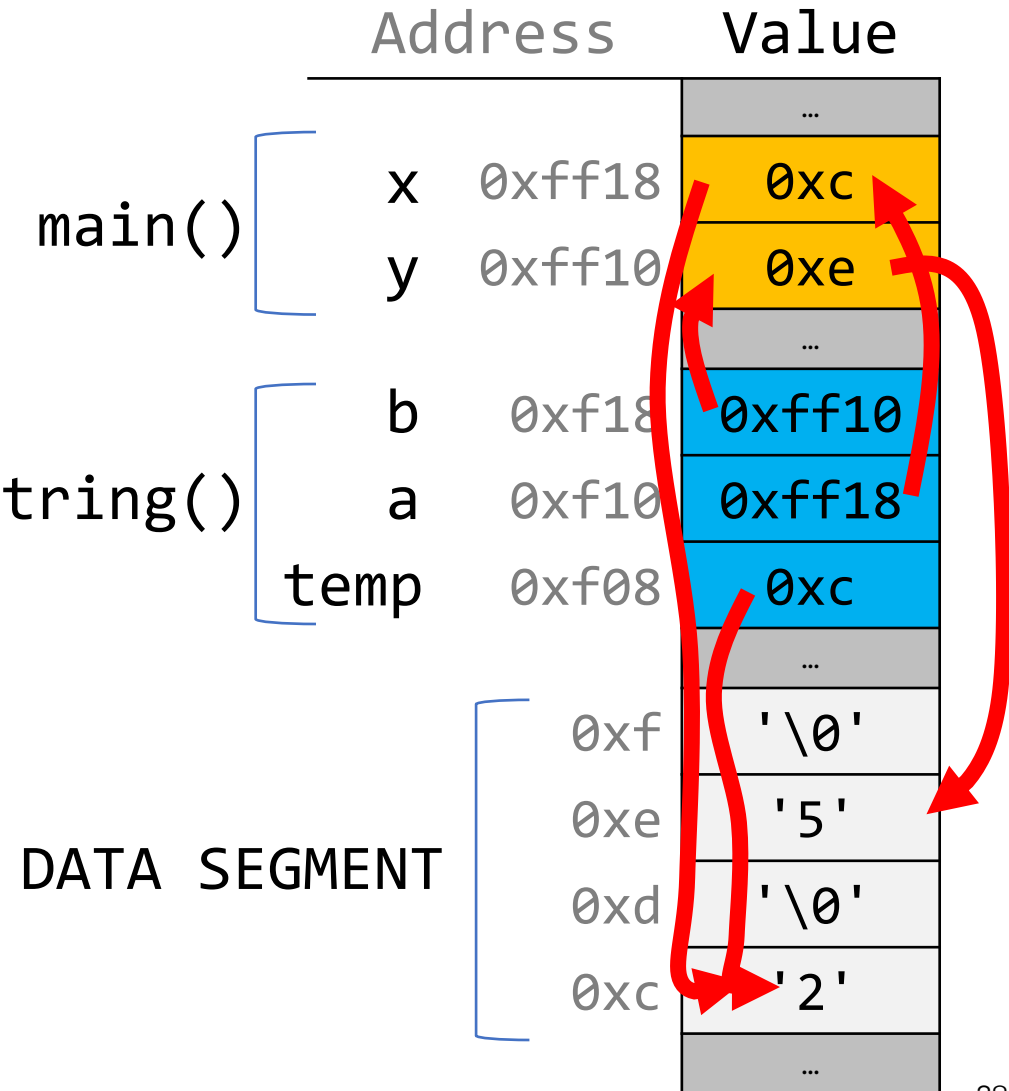 Address Value
…
x 0xff18 0xc
main()
y 0xff10 0xe
…
b 0xf18 0xff10
tring() a 0xf10 0xff18
temp 0xf08 0xc
…
0xf '\0'
0xe '5'
DATA SEGMENT
0xd '\0'
0xc '2'
…